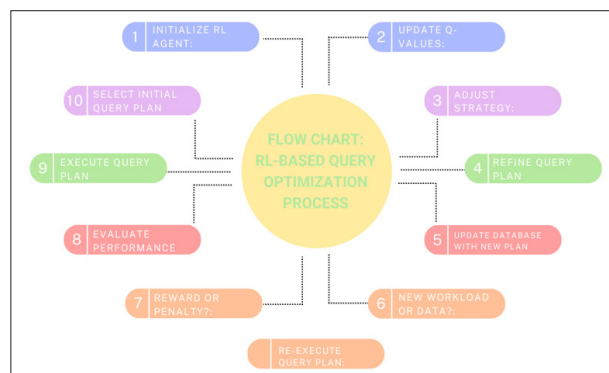 1 INITIALIZE RL
AGENT:
2 UPDATE Q-
VALUES:
10 SELECT INITIAL
QUERY PLAN
3 ADJUST
STRATEGY:
FLOW CHART:
RL-BASED QUERY
OPTIMIZATION
PROCESS
9 EXECUTE QUERY
PLAN
4 REFINE QUERY
PLAN
8 EVALUATE
PERFORMANCE
5 UPDATE DATABASE
WITH NEW PLAN
7 REWARD OR
PENALTY?:
6 NEW WORKLOAD
OR DATA?:
RE-EXECUTE
QUERY PLAN: